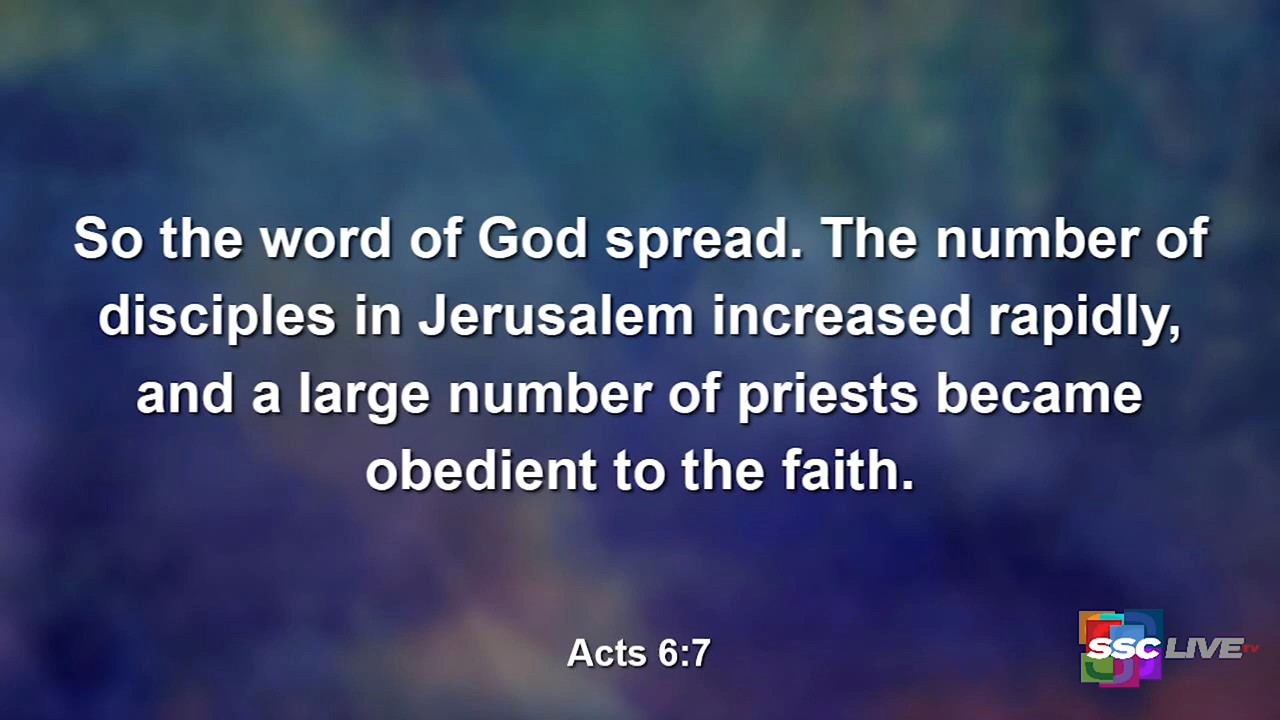 So the word of God spread. The number of
disciples in Jerusalem increased rapidly,
and a large number of priests became
obedient to the faith.
Acts 6:7
SSC LIVE TV